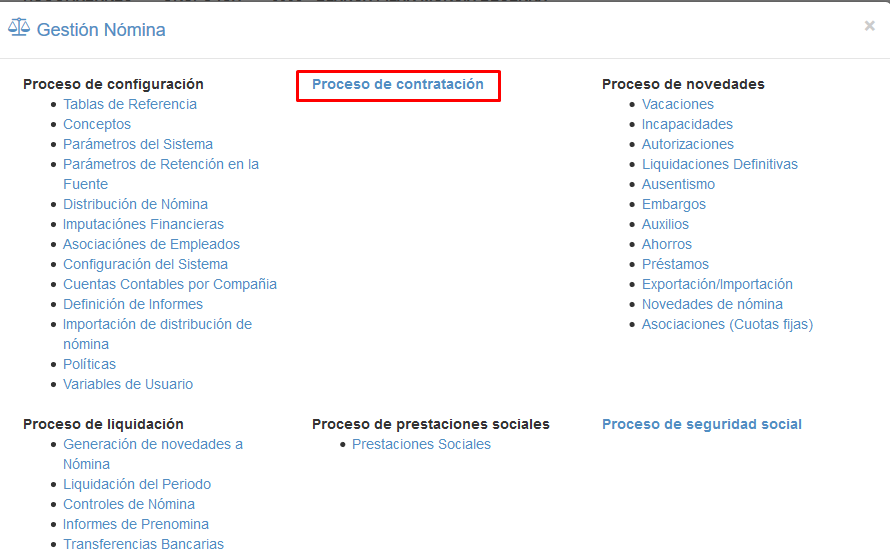 Gestión Nómina
×
Proceso de configuración
Tablas de Referencia
Conceptos
Parámetros del Sistema
Parámetros de Retención en la
Fuente
Distribución de Nómina
Imputaciónes Financieras
Asociaciónes de Empleados
Configuración del Sistema
Cuentas Contables por Compañia
Definición de Informes
Importación de distribución de
nómina
Políticas
Variables de Usuario
Proceso de contratación
Proceso de novedades
Vacaciones
Incapacidades
Autorizaciones
Liquidaciones Definitivas
Ausentismo
Embargos
Auxilios
Ahorros
Préstamos
Exportación/Importación
Novedades de nómina
Asociaciones (Cuotas fijas)
Proceso de liquidación
Generación de novedades a
Nómina
Liquidación del Periodo
Controles de Nómina
Informes de Prenomina
Transferencias Bancarias
Proceso de prestaciones sociales
Prestaciones Sociales
Proceso de seguridad social